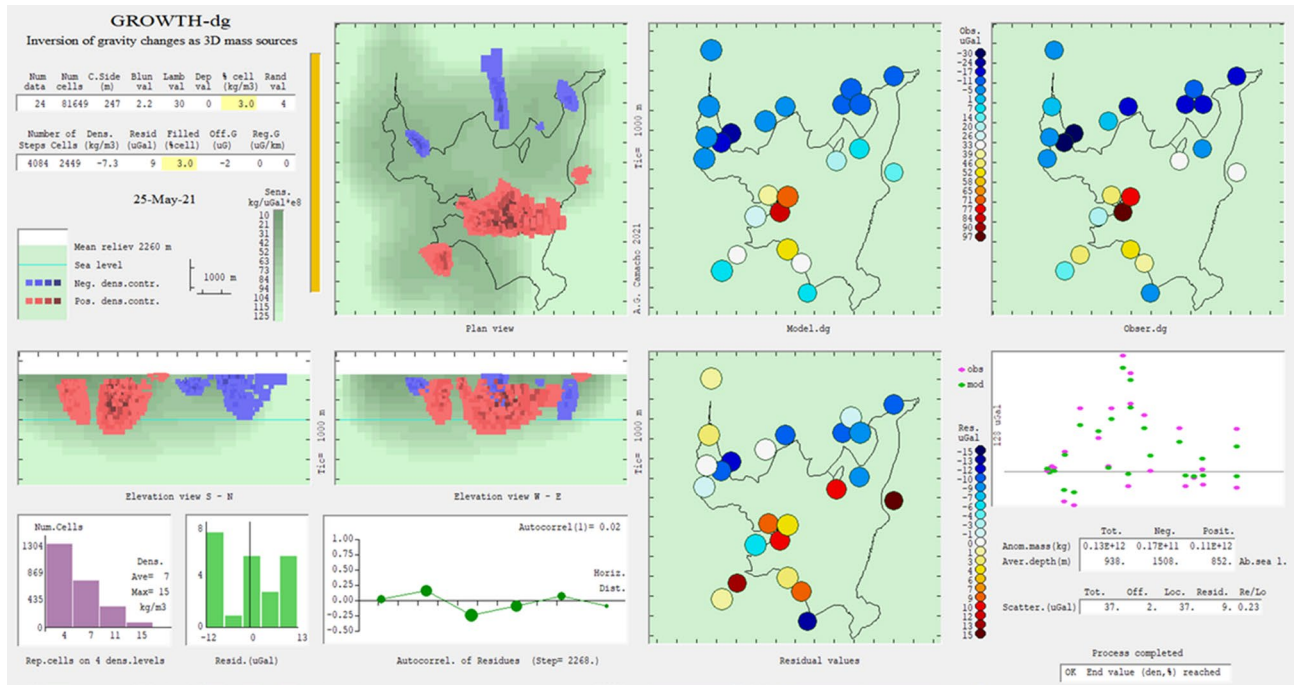 GROWTH-dg
Inversion of gravity changes as 3D mass sources
Num Num C.Side Blun Lamb Dep % cell Rand
data cells (m) val val val (kg/m3) val
24 81649 247 2.2 30 0 3.0 4
Number of Dens. Resid Filled Off.G Reg.G
Steps Cells (kg/m3) (uGal) (%cell) (uG) (uG/km)
4084 2449 -7.3 9 3.0 -2 0 0
25-May-21
Sens.
kg/uGal*e8
10
21
31
42
52
63
73
84
94
104
115
125
Mean reliev 2260 m
Sea level
Neg. dens.contr.
Pos. dens.contr.
1000 m
Plan view
A.G. Camacho 2021 Tic= 1000 m
Model.dg
Obs.
uGal
-30
-24
-17
-11
-5
1
7
14
20
26
33
39
46
52
58
65
71
77
84
90
97
Obser.dg
Elevation view S - N
Tic= 1000 m
Elevation view W - E
Tic= 1000 m
Residual values
Res.
uGal
-15
-13
-12
-10
-9
-7
-6
-4
-3
-1
0
1
3
4
6
7
9
10
12
13
15
obs
mod
128 uGal
Num.Cells
1304
869
435
0
4 7 11 15
Dens.
Ave= 7
Max= 15
kg/m3
Rep.cells on 4 dens.levels
8
4
0
-12 0 13
Resid.(uGal)
Autocorrel(1)= 0.02
1.00
0.75
0.50
0.25
0.00
-0.25
-0.50
Horiz.
Dist.
Autocorrel. of Residues (Step= 2268.)
Tot. Neg. Posit.
Anom.mass(kg) 0.13E+12 0.17E+11 0.11E+12
Aver.depth(m) 938. 1508. 852. Ab.sea l.
Tot. Off. Loc. Resid. Re/Lo
Scatter.(uGal) 37. 2. 37. 9. 0.23
Process completed
OK End value (den,%) reached